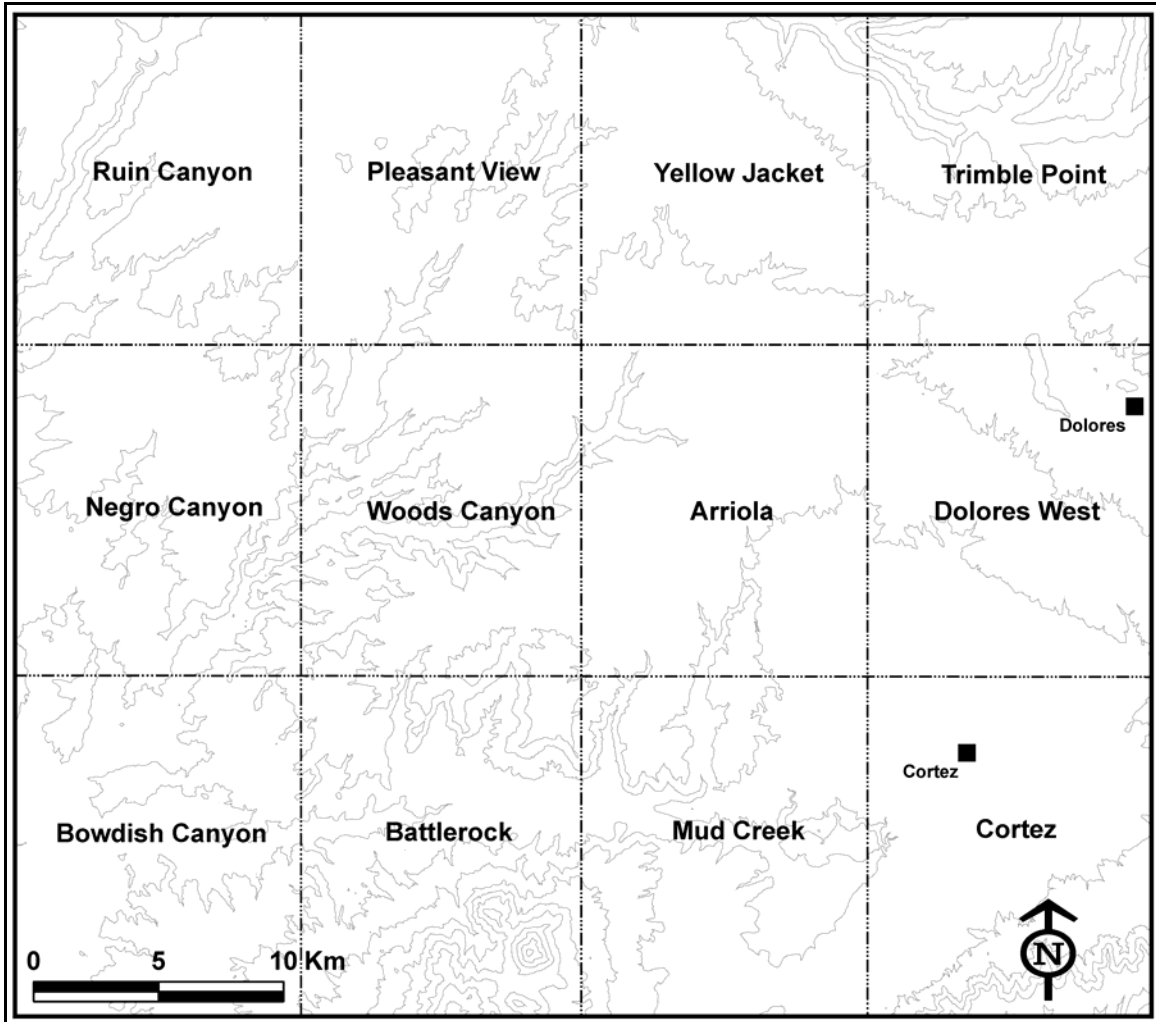 Ruin Canyon
Pleasant View
Yellow Jacket
Trimble Point
Dolores
Negro Canyon
Woods Canyon
Arriola
Dolores West
Cortez
Bowdish Canyon
Battlerock
Mud Creek
Cortez
0 5 10 Km
N